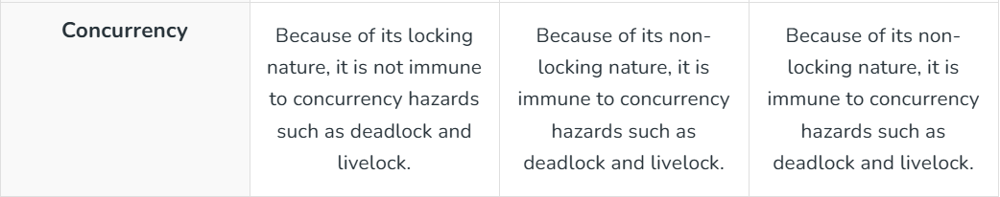 Concurrency
Because of its locking
nature, it is not immune
to concurrency hazards
such as deadlock and
livelock.
Because of its non-
locking nature, it is
immune to concurrency
hazards such as
deadlock and livelock.
Because of its non-
locking nature, it is
immune to concurrency
hazards such as
deadlock and livelock.